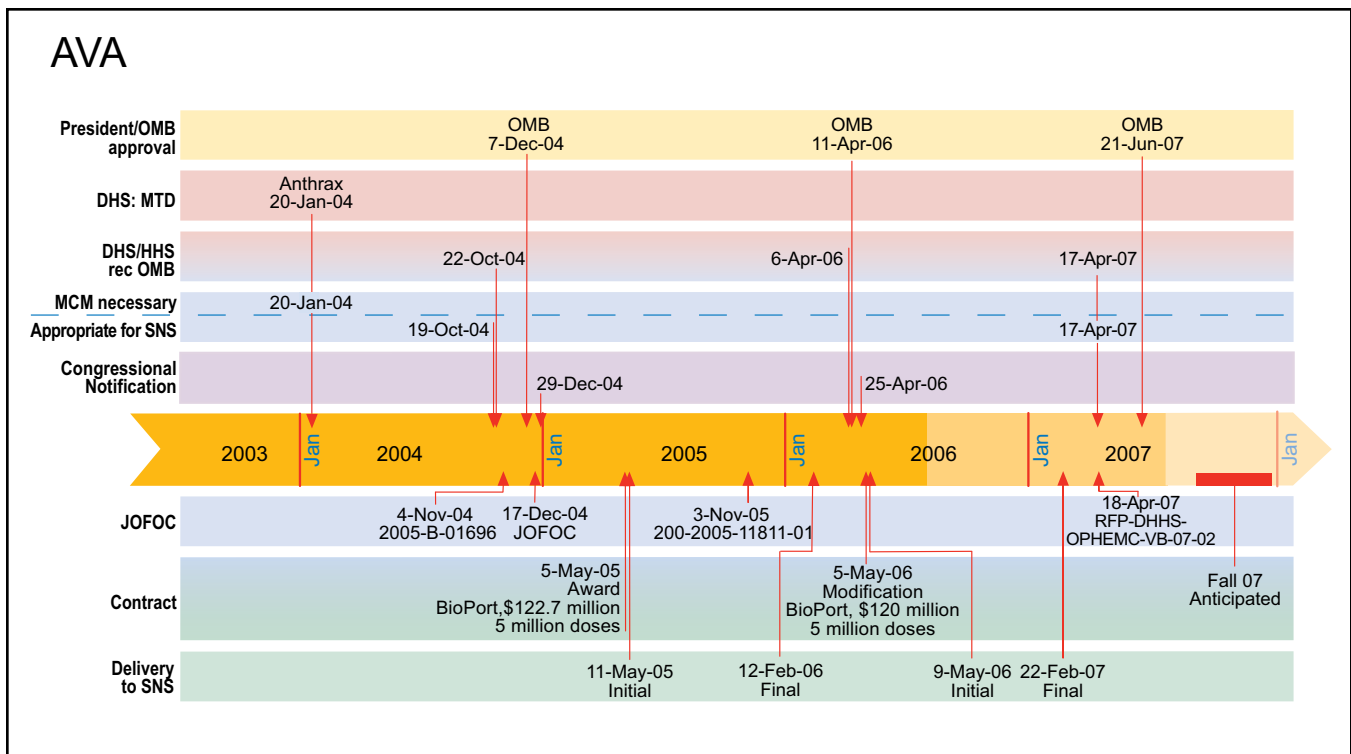 AVA
President/OMB
approval
OMB
7-Dec-04
OMB
11-Apr-06
OMB
21-Jun-07
DHS: MTD
Anthrax
20-Jan-04
DHS/HHS
rec OMB
22-Oct-04
6-Apr-06
17-Apr-07
MCM necessary
20-Jan-04
Appropriate for SNS
19-Oct-04
17-Apr-07
Congressional
Notification
29-Dec-04
25-Apr-06
2003
Jan
2004
Jan
2005
Jan
2006
Jan
2007
Jan
JOFOC
4-Nov-04
2005-B-01696
17-Dec-04
JOFOC
3-Nov-05
200-2005-11811-01
18-Apr-07
RFP-DHHS-
OPHEMC-VB-07-02
Contract
5-May-05
Award
BioPort,$122.7 million
5 million doses
5-May-06
Modification
BioPort, $120 million
5 million doses
Fall 07
Anticipated
Delivery
to SNS
11-May-05
Initial
12-Feb-06
Final
9-May-06
Initial
22-Feb-07
Final